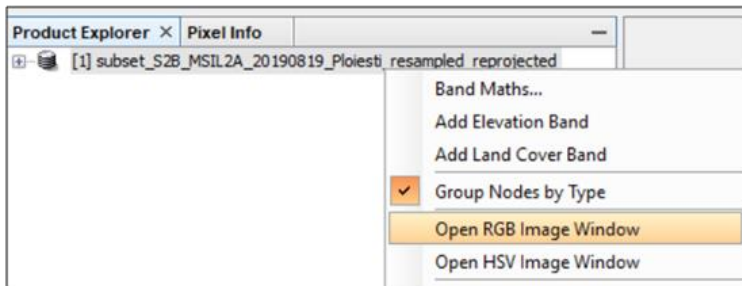 Product Explorer × Pixel Info
[1] subset_S2B_MSIL2A_20190819_Ploiesti_resampled_reprojected
Band Maths...
Add Elevation Band
Add Land Cover Band
Group Nodes by Type
Open RGB Image Window
Open HSV Image Window